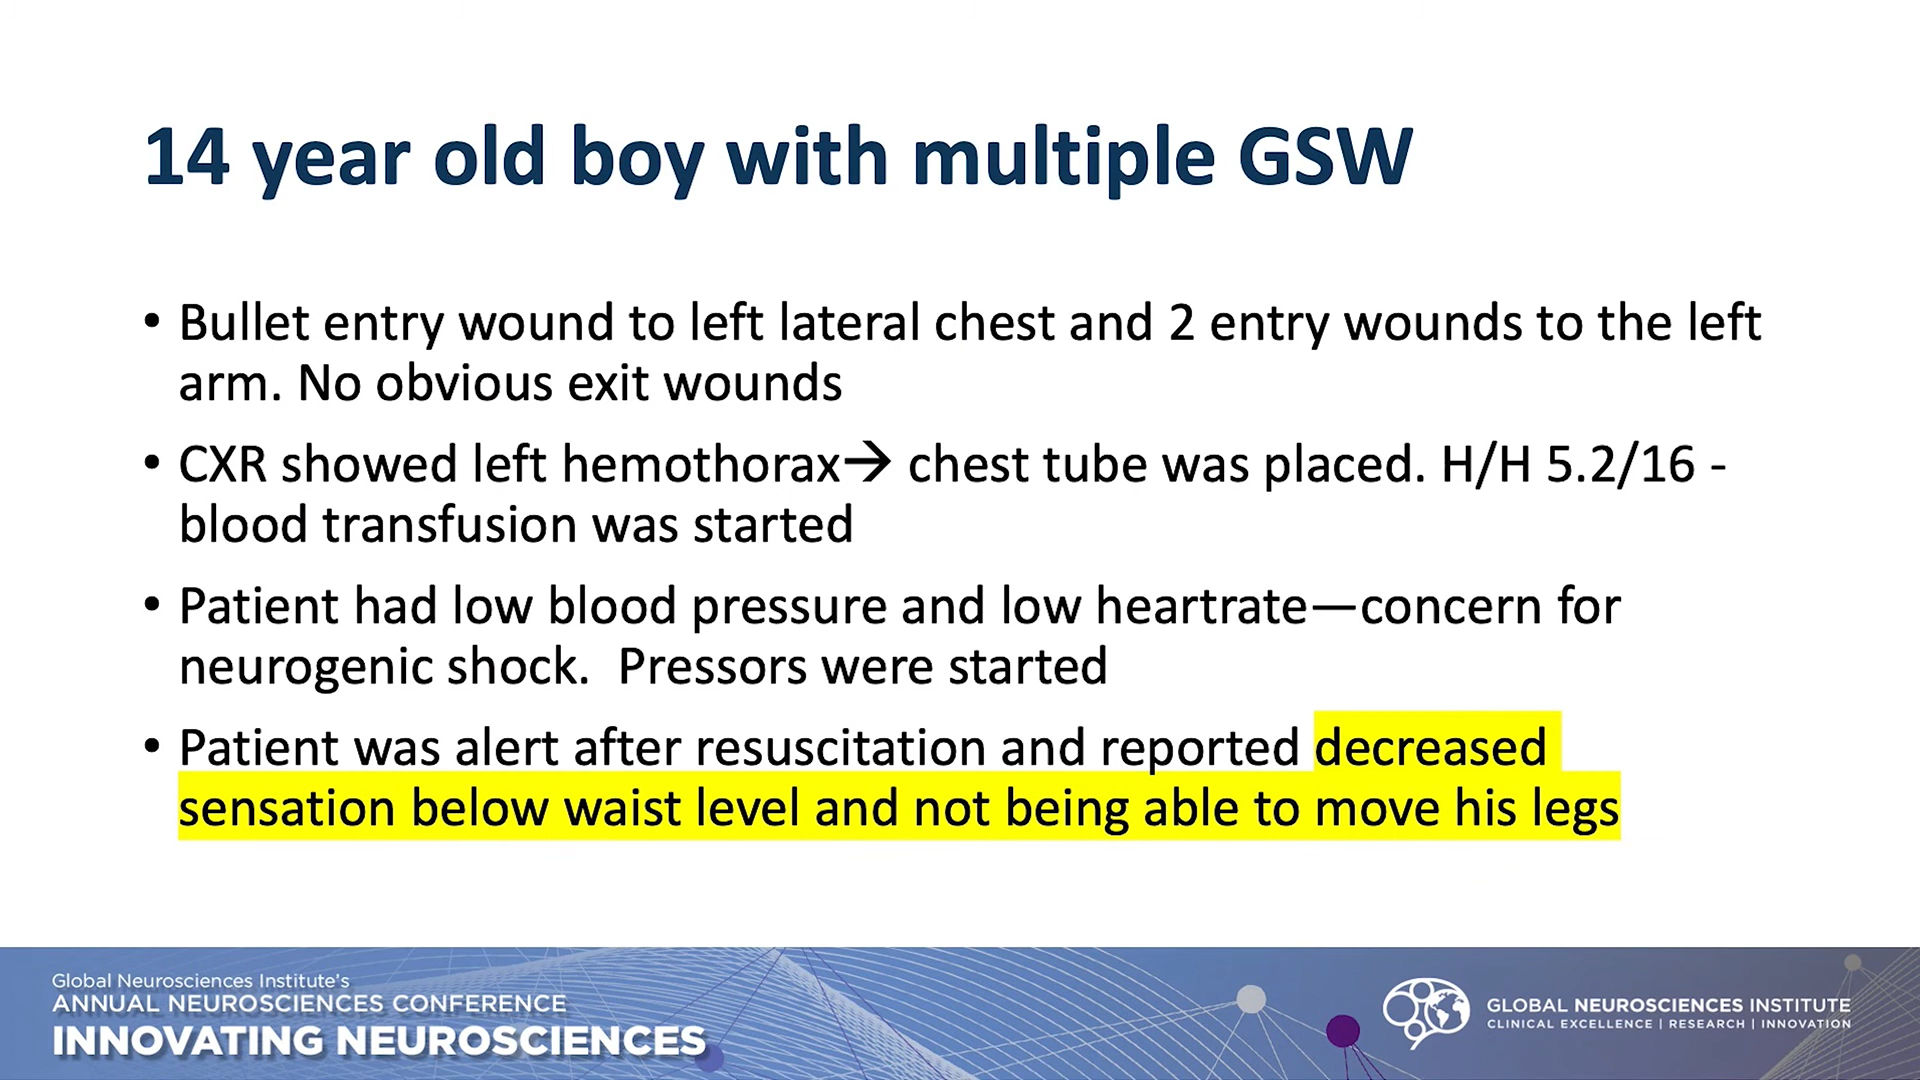 14 year old boy with multiple GSW
• Bullet entry wound to left lateral chest and 2 entry wounds to the left
arm. No obvious exit wounds
• CXR showed left hemothorax→ chest tube was placed. H/H 5.2/16 -
blood transfusion was started
• Patient had low blood pressure and low heartrate—concern for
neurogenic shock.  Pressors were started
• Patient was alert after resuscitation and reported decreased
sensation below waist level and not being able to move his legs
Global Neurosciences Institute's
ANNUAL NEUROSCIENCES CONFERENCE
INNOVATING NEUROSCIENCES
GLOBAL NEUROSCIENCES INSTITUTE
CLINICAL EXCELLENCE | RESEARCH | INNOVATION